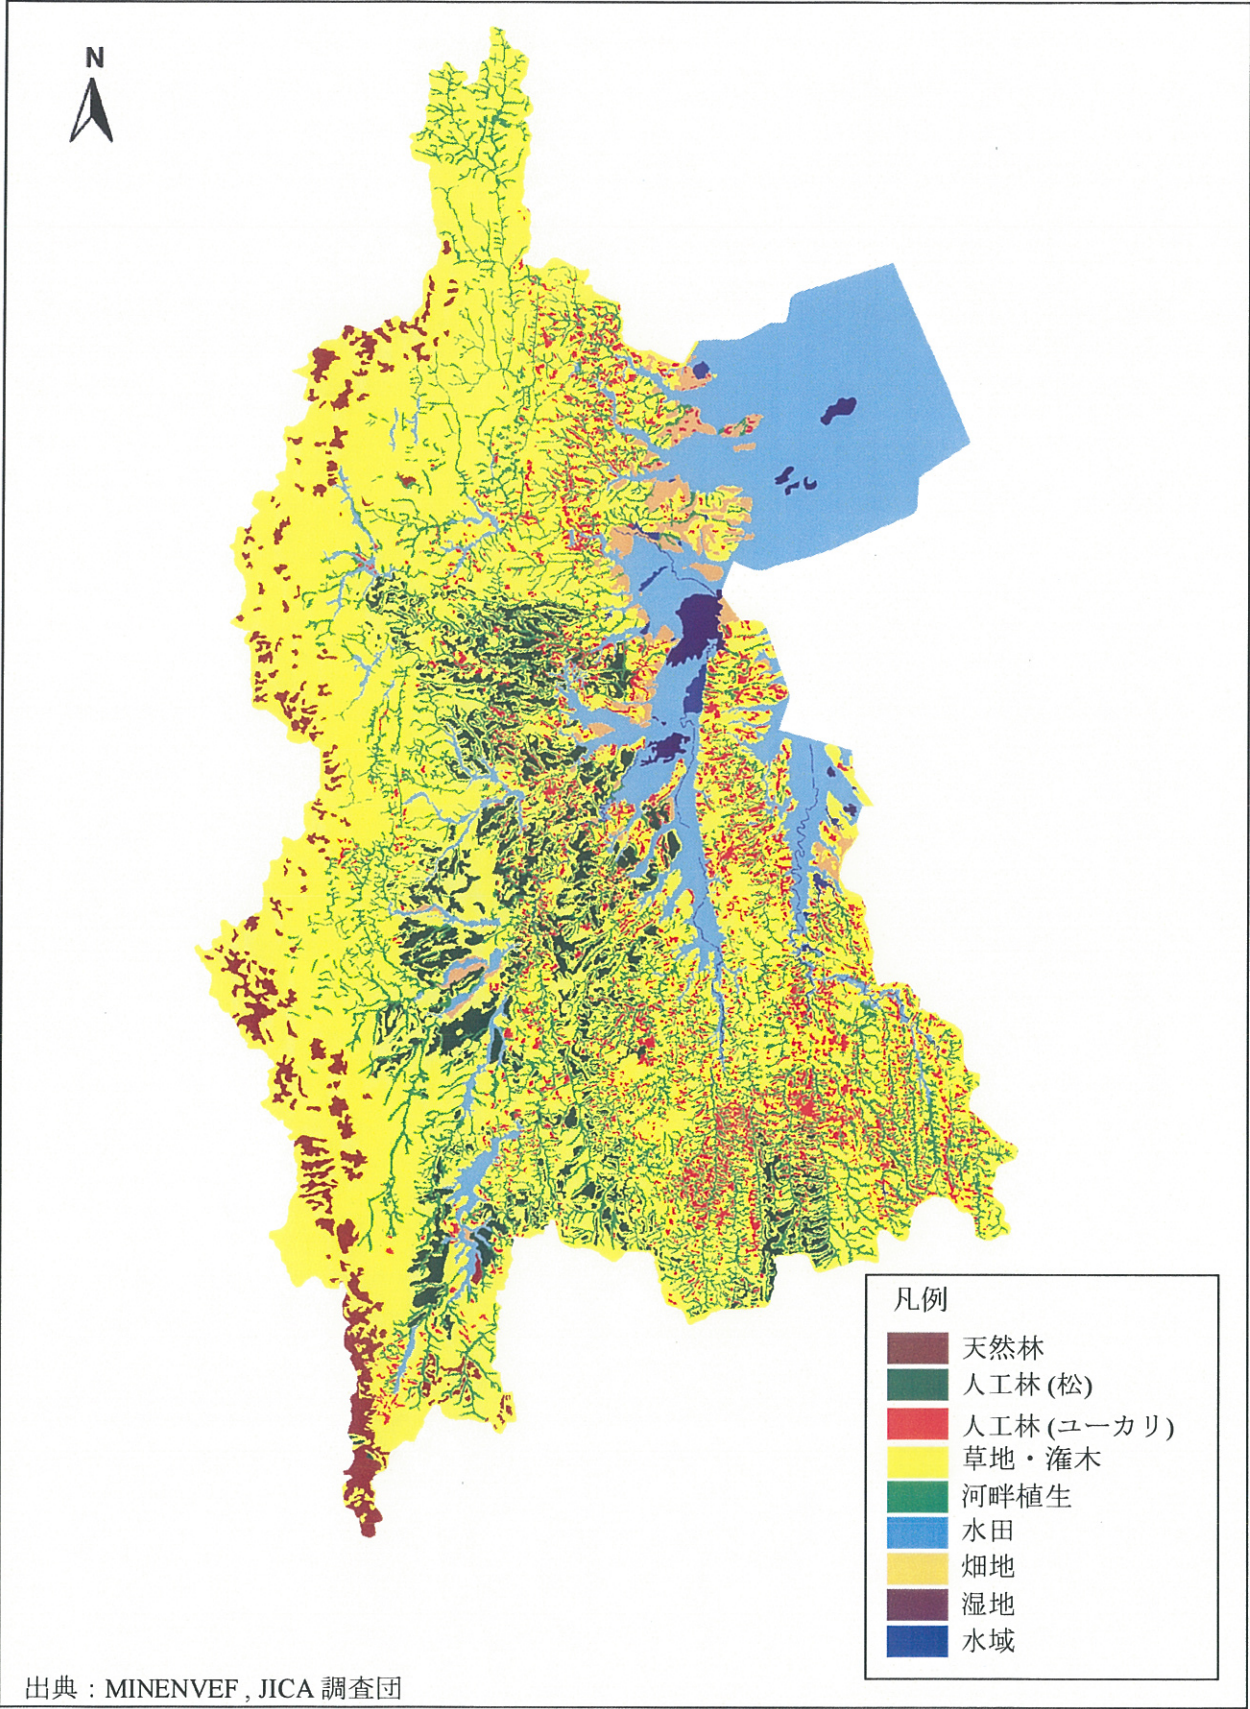 N
凡例
天然林
人工林 (松)
人工林 (ユーカリ)
草地・潅木
河畔植生
水田
畑地
湿地
水域
出典：MINENVEF , JICA 調査団